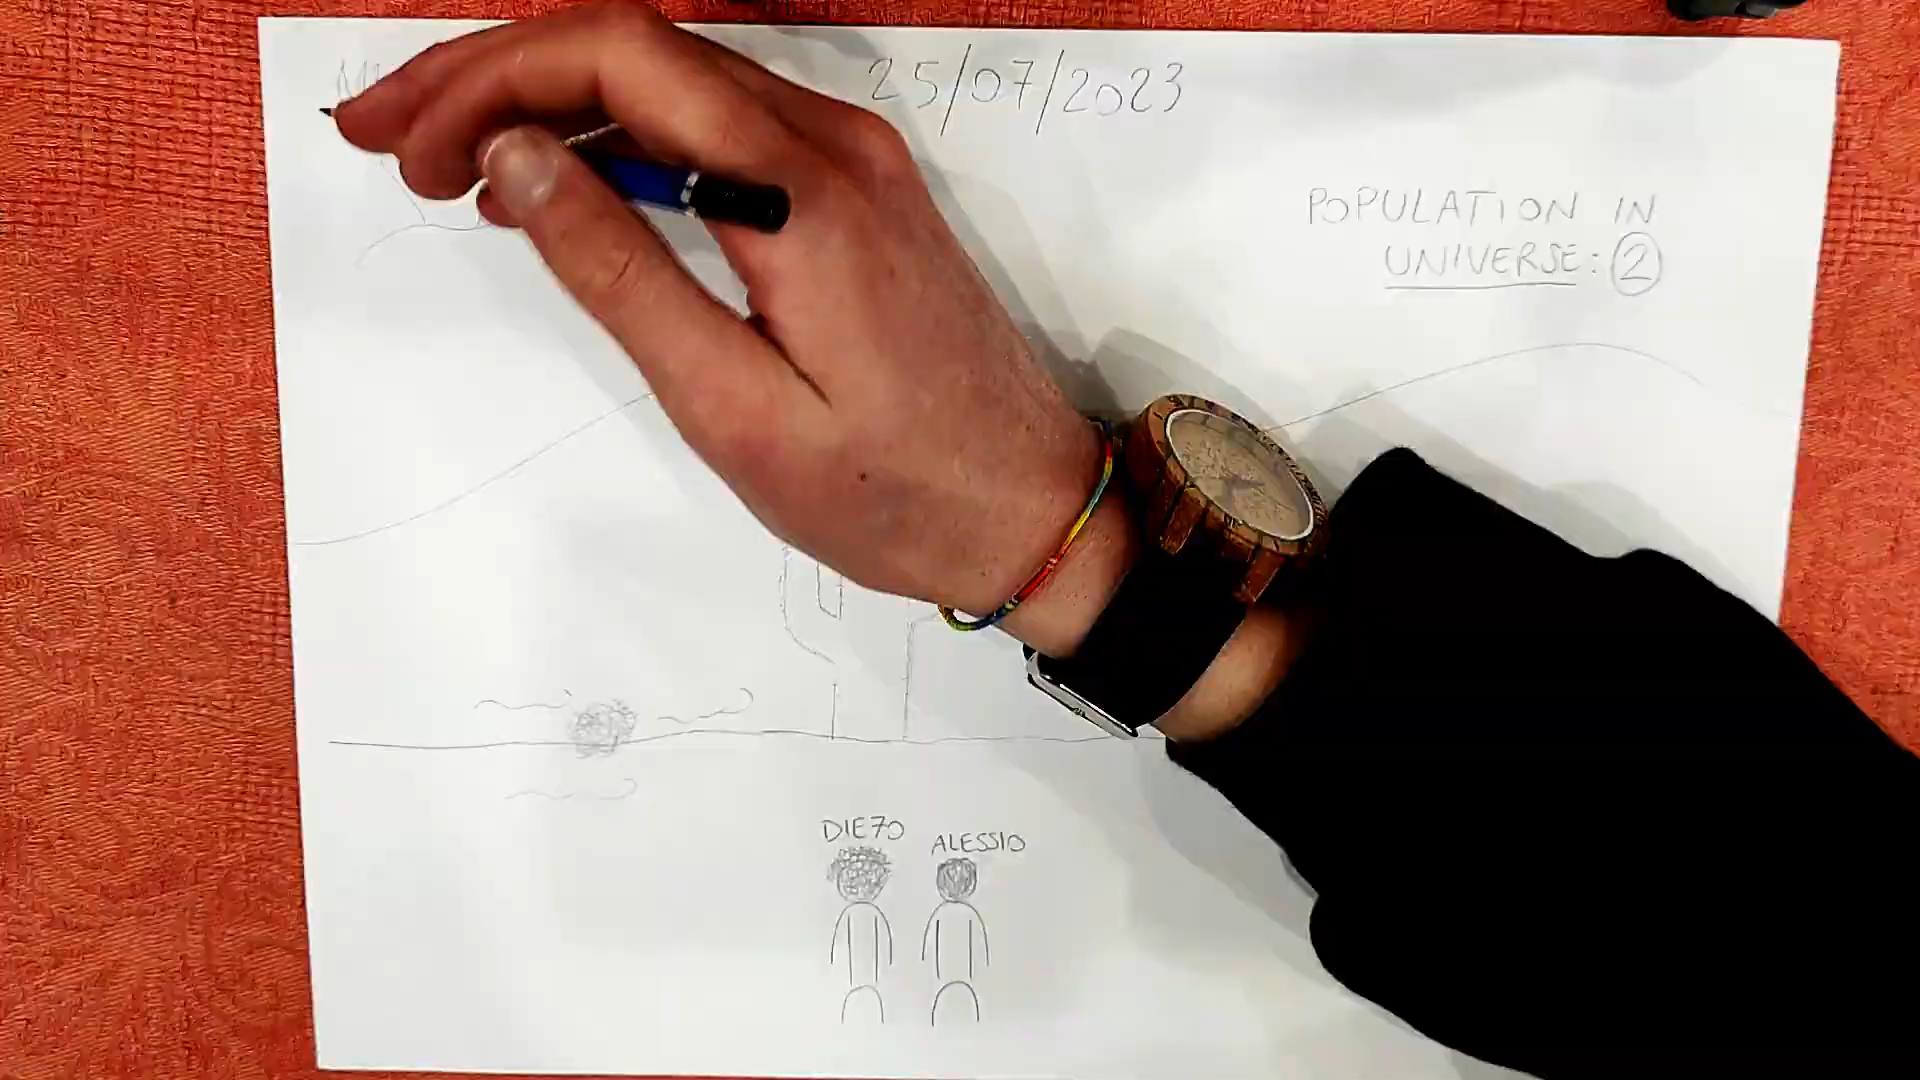 25/07/2023
POPULATION IN
UNIVERSE: 2
DIE7O
ALESSIO